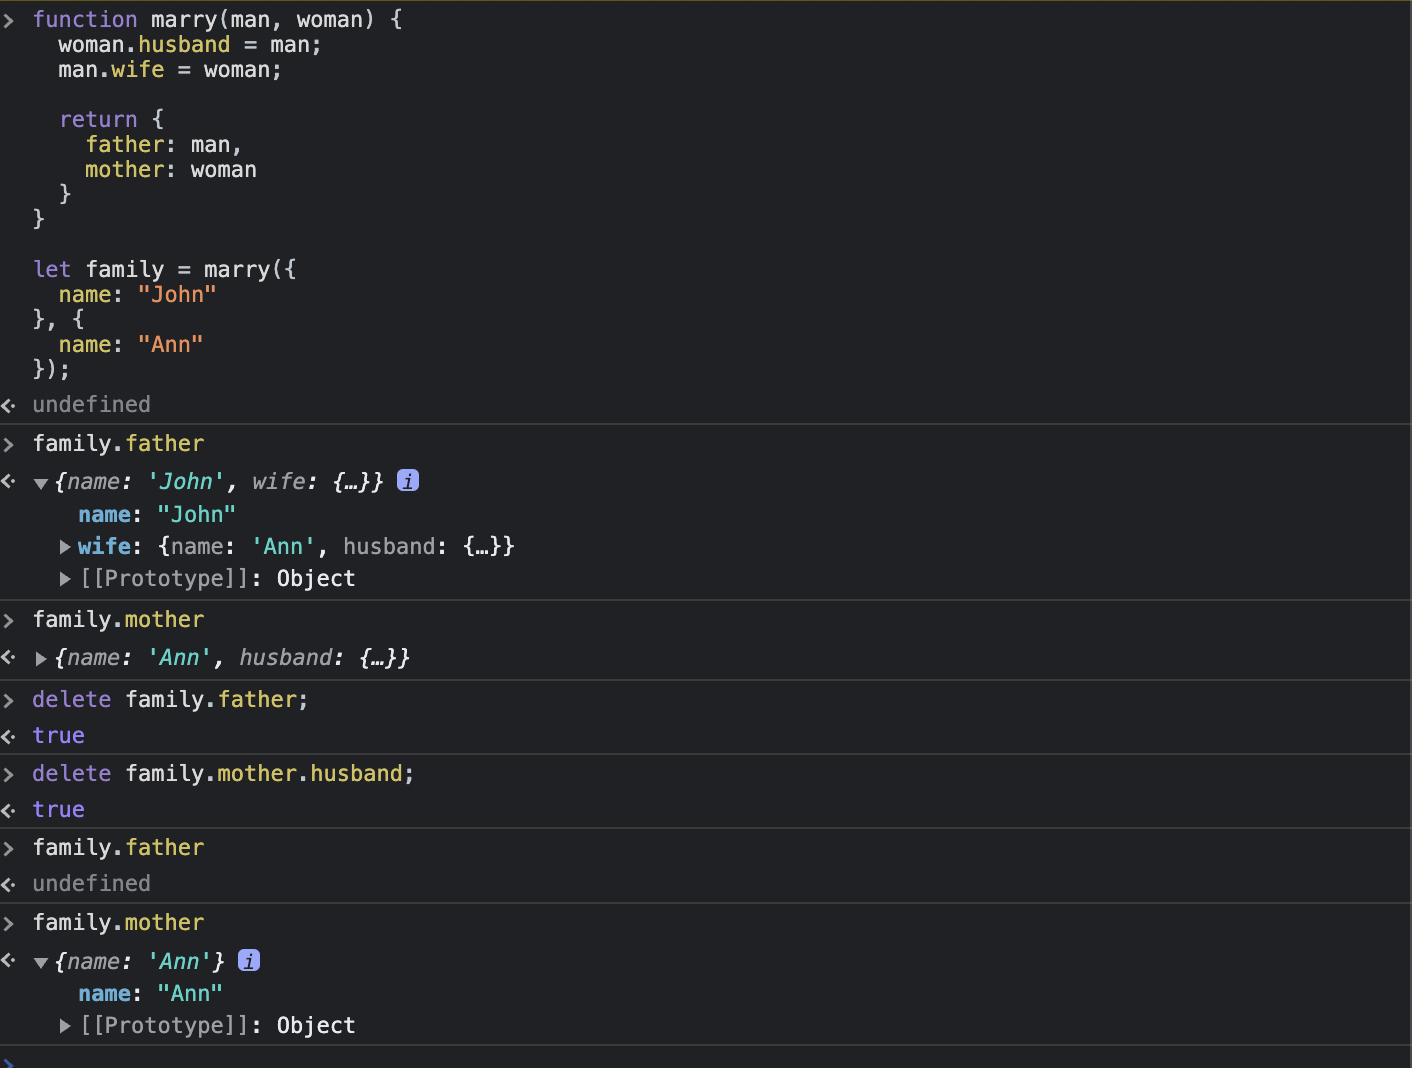 function marry(man, woman) {
  woman.husband = man;
  man.wife = woman;
  return {
    father: man,
    mother: woman
  }
}
let family = marry({
  name: "John"
}, {
  name: "Ann"
});
undefined
family.father
{name: 'John', wife: {…}} i
name: "John"
wife: {name: 'Ann', husband: {…}}
[[Prototype]]: Object
family.mother
{name: 'Ann', husband: {…}}
delete family.father;
true
delete family.mother.husband;
true
family.father
undefined
family.mother
{name: 'Ann'} i
name: "Ann"
[[Prototype]]: Object